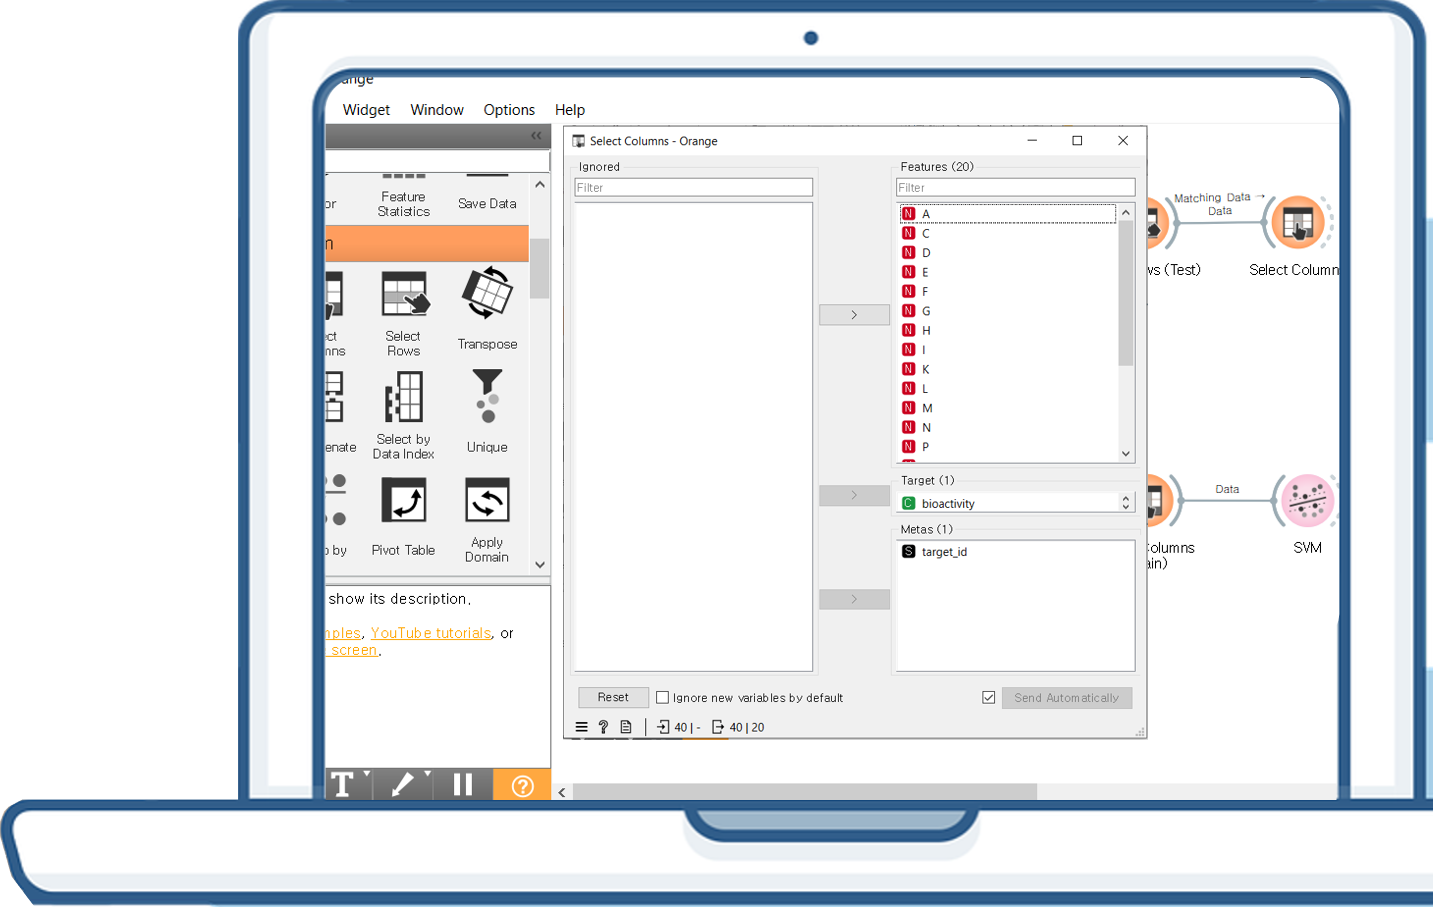 ange
Widget Window Options Help
Select Columns - Orange
Ignored
Filter
Features (20)
Filter
A
C
D
E
F
G
H
I
K
L
M
N
P
Target (1)
C bioactivity
Metas (1)
S target_id
Reset
Ignore new variables by default
Send Automatically
40 | -
40 | 20
or
Feature
Statistics
Save Data
n
ct
nns
Select
Rows
Transpose
enate
Select by
Data Index
Unique
o by
Pivot Table
Apply
Domain
show its description.
mples, YouTube tutorials, or
screen.
T
?
Matching Data →
Data
ws (Test)
Select Column
Data
Columns
ain)
SVM